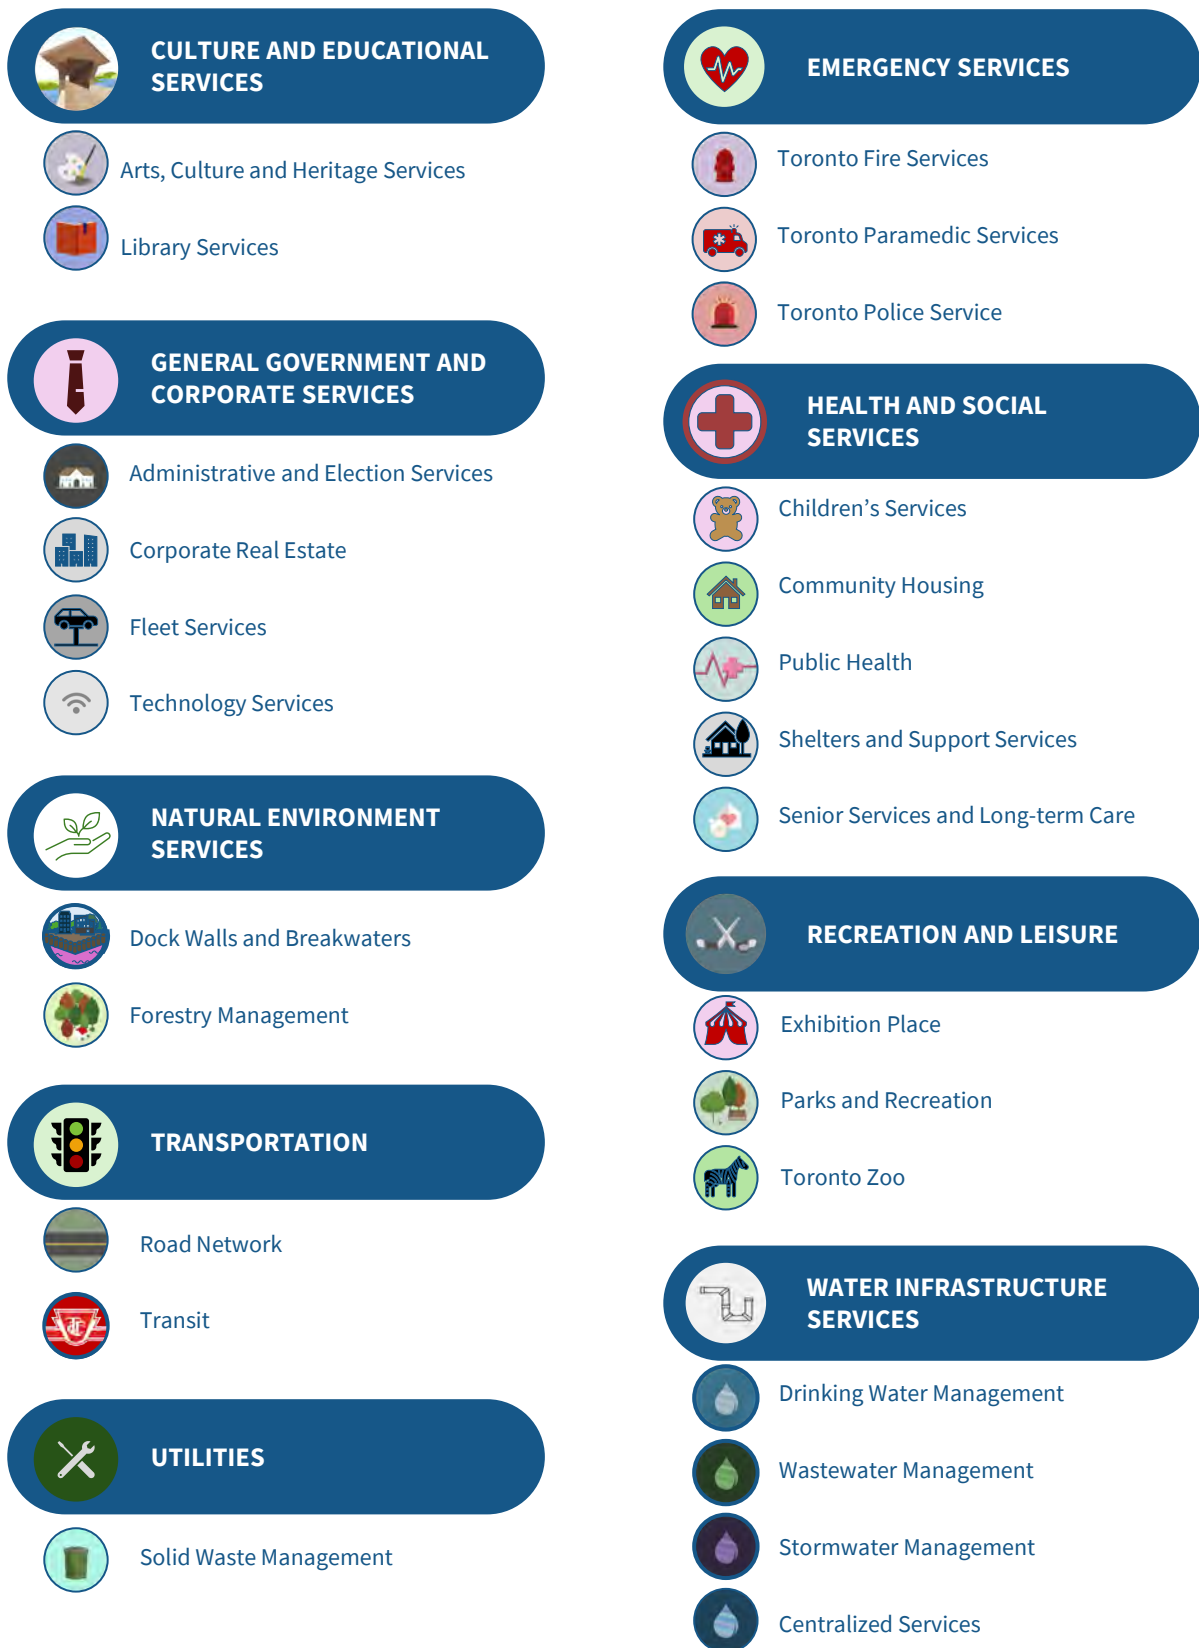 CULTURE AND EDUCATIONAL
SERVICES
Arts, Culture and Heritage Services
Library Services
GENERAL GOVERNMENT AND
CORPORATE SERVICES
Administrative and Election Services
Corporate Real Estate
Fleet Services
Technology Services
NATURAL ENVIRONMENT
SERVICES
Dock Walls and Breakwaters
Forestry Management
TRANSPORTATION
Road Network
Transit
UTILITIES
Solid Waste Management
EMERGENCY SERVICES
Toronto Fire Services
Toronto Paramedic Services
Toronto Police Service
HEALTH AND SOCIAL
SERVICES
Children’s Services
Community Housing
Public Health
Shelters and Support Services
Senior Services and Long-term Care
RECREATION AND LEISURE
Exhibition Place
Parks and Recreation
Toronto Zoo
WATER INFRASTRUCTURE
SERVICES
Drinking Water Management
Wastewater Management
Stormwater Management
Centralized Services